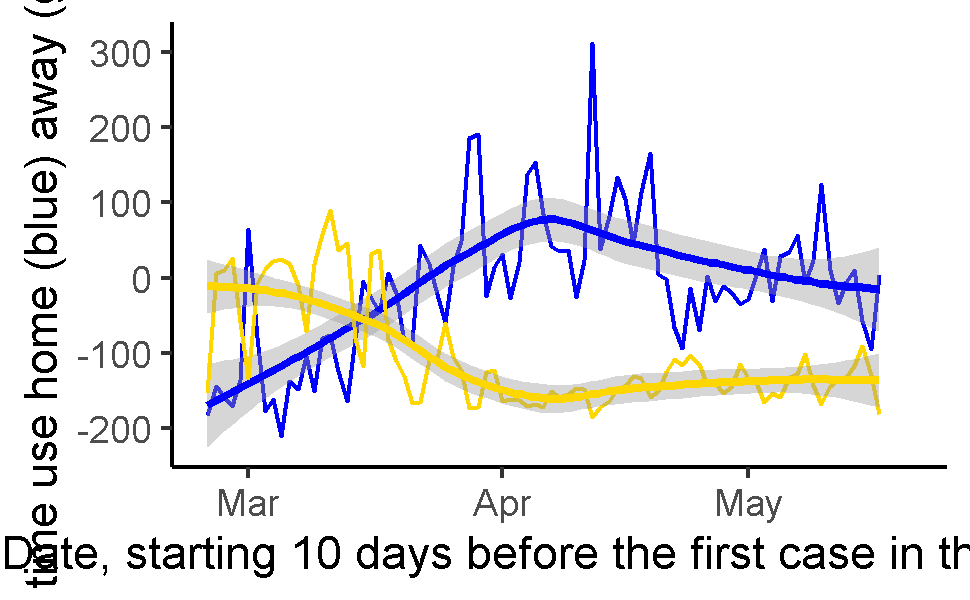 time use home (blue) away (
300
200
100
0
-100
-200
Mar Apr May
Date, starting 10 days before the first case in th